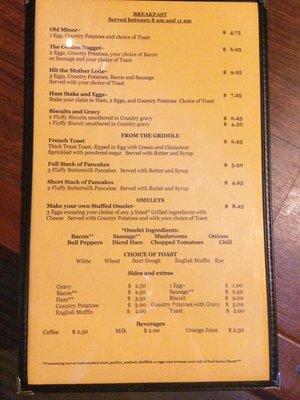 BREAKFAST
Served between 8 am and 11 am
Old Miner~ $ 4.75
1 Egg, Country Potatoes and choice of Toast
The Golden Nugget~ $ 6.25
2 Eggs, Country Potatoes, your choice of Bacon
or Sausage and your choice of Toast
Hit the Mother Lode~ $ 9.25
3 Eggs, Country Potatoes, Bacon and Sausage
Served with your choice of Toast
Ham Stake and Eggs~ $ 7.25
Stake your claim to Ham, 2 Eggs, and Country Potatoes Choice of Toast
Biscuits and Gravy
2 Fluffy Biscuits smothered in Country gravy $ 6.25
1 Fluffy Biscuit smothered in Country gravy $ 4.50
FROM THE GRIDDLE
French Toast $ 6.25
Thick Texas Toast, dipped in Egg with Cream and Cinnamon
Sprinkled with powdered sugar Served with Butter and Syrup
Full Stack of Pancakes $ 5.50
3 Fluffy Buttermilk Pancakes Served with Butter and Syrup
Short Stack of Pancakes $ 4.25
2 Fluffy Buttermilk Pancakes Served with Butter and Syrup
OMELETS
Make your own Stuffed Omelet~ $ 8.25
3 Eggs encasing your choice of any 3 listed* Grilled ingredients with
Cheese Served with Country Potatoes and with your choice of Toast
*Omelet Ingredients:
Bacon** Sausage** Mushrooms Onions
Bell Peppers Diced Ham Chopped Tomatoes Chili
CHOICE OF TOAST
White Wheat Sour Dough English Muffin Rye
Sides and extras
Gravy $ 2.50 1 Egg~ $ 1.00
Bacon** $ 2.50 Sausage** $ 2.50
Ham** $ 3.50 Biscuit $ 2.00
Country Potatoes $ 3.00 Country Potatoes with Gravy $ 5.00
English Muffin $ 2.00 Toast $ 2.00
Beverages
Coffee $ 2.50 Milk $ 2.00 Orange Juice $ 2.50